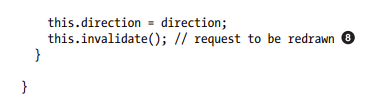 this.direction = direction;
this.invalidate(); // request to be redrawn ❽
}
}